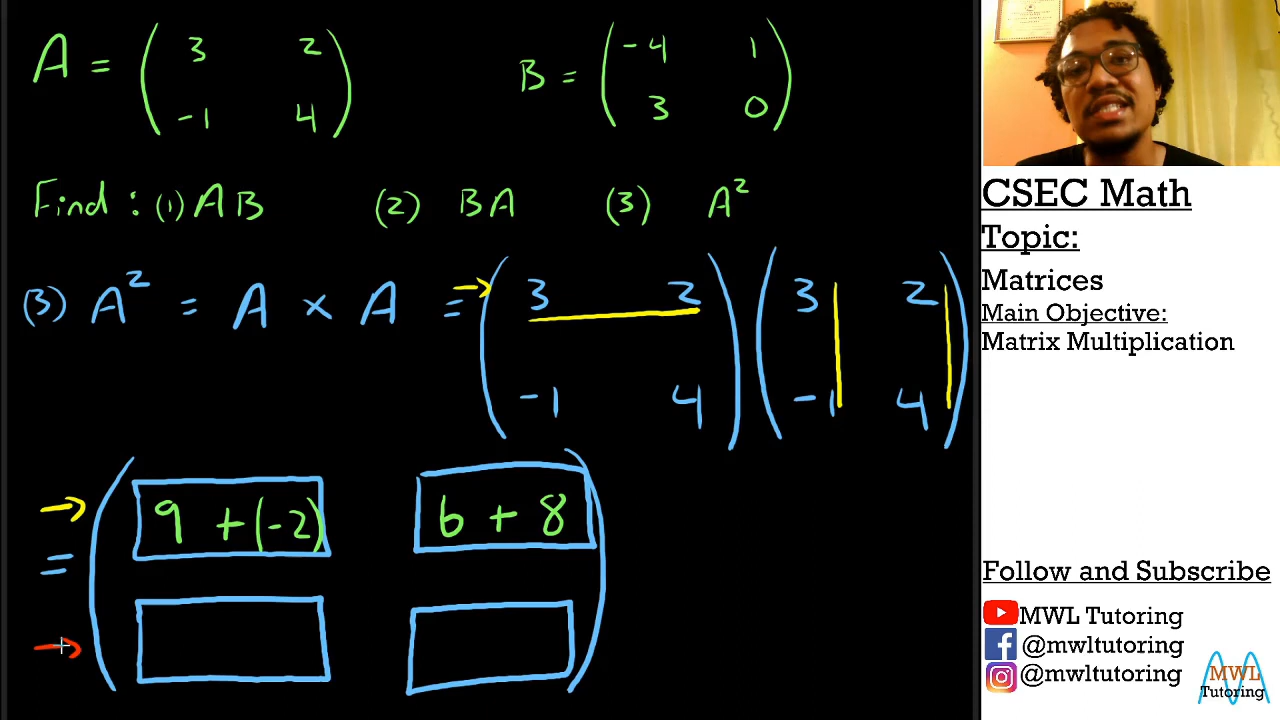 A = ( 3 2
-1 4 )
B = ( -4 1
3 0 )
Find : (1) AB (2) BA (3) A²
(3) A² = A × A = → ( 3 2 ) ( 3 2 )
-1 4 -1 4
→ 9 + (-2) 6 + 8
=
→
CSEC Math
Topic:
Matrices
Main Objective:
Matrix Multiplication
Follow and Subscribe
MWL Tutoring
@mwltutoring
@mwltutoring
MWL
Tutoring